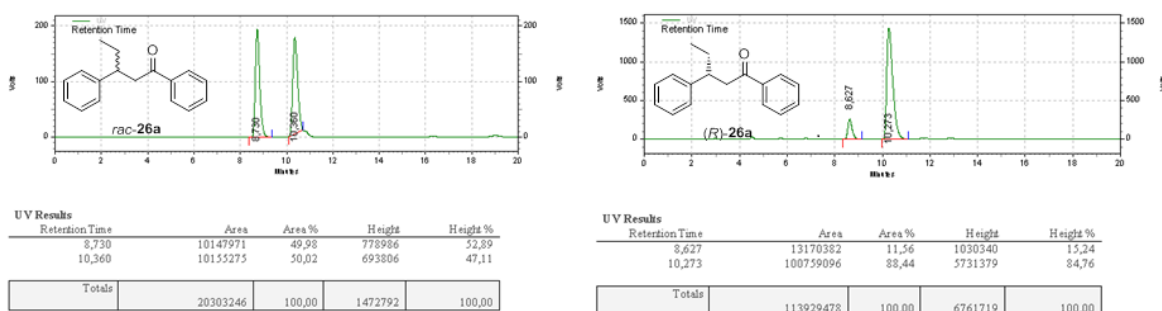 Retention Time
200
200
100
100
0
0
O
rac-26a
8,730
10,360
0
2
4
6
8
10
12
14
16
18
20
Minutes
UV Results
Retention Time Area Area % Height Height %
8,730 10147971 49,98 778986 52,89
10,360 10155275 50,02 693806 47,11
Totals
20303246 100,00 1472792 100,00
Retention Time
1500
1500
1000
1000
500
500
0
0
O
(R)-26a
8,627
10,273
0
2
4
6
8
10
12
14
16
18
20
Minutes
UV Results
Retention Time Area Area % Height Height %
8,627 13170382 11,56 1030340 15,24
10,273 100759096 88,44 5731379 84,76
Totals
113929478 100,00 6761719 100,00